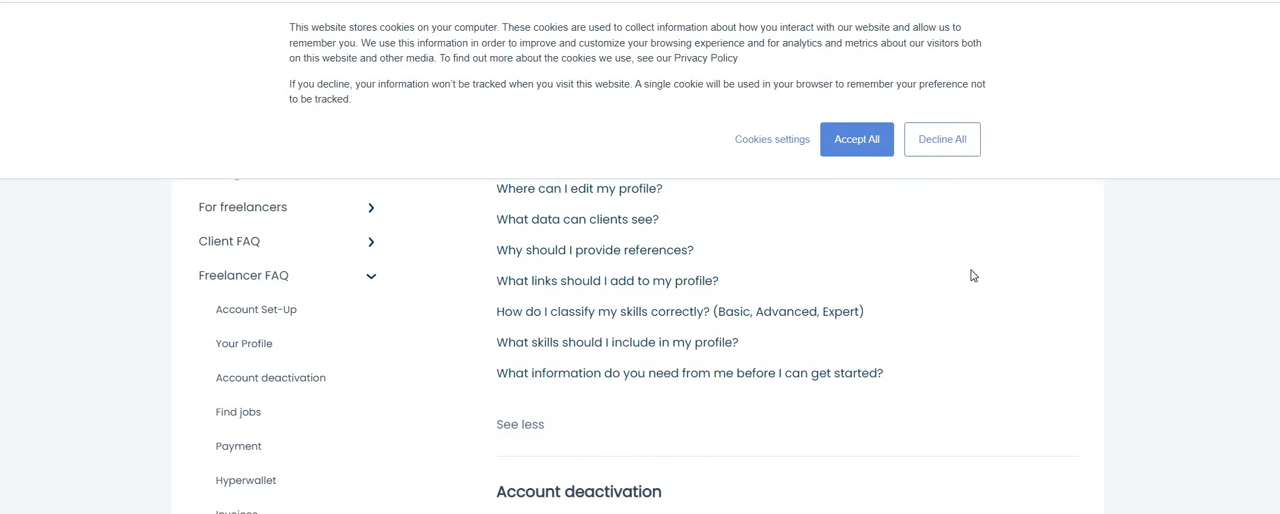 This website stores cookies on your computer. These cookies are used to collect information about how you interact with our website and allow us to
remember you. We use this information in order to improve and customize your browsing experience and for analytics and metrics about our visitors both
on this website and other media. To find out more about the cookies we use, see our Privacy Policy
If you decline, your information won't be tracked when you visit this website. A single cookie will be used in your browser to remember your preference not
to be tracked.
Cookies settings
Accept All
Decline All
For freelancers
Client FAQ
Freelancer FAQ
Account Set-Up
Your Profile
Account deactivation
Find jobs
Payment
Hyperwallet
Invoices
Where can I edit my profile?
What data can clients see?
Why should I provide references?
What links should I add to my profile?
How do I classify my skills correctly? (Basic, Advanced, Expert)
What skills should I include in my profile?
What information do you need from me before I can get started?
See less
Account deactivation